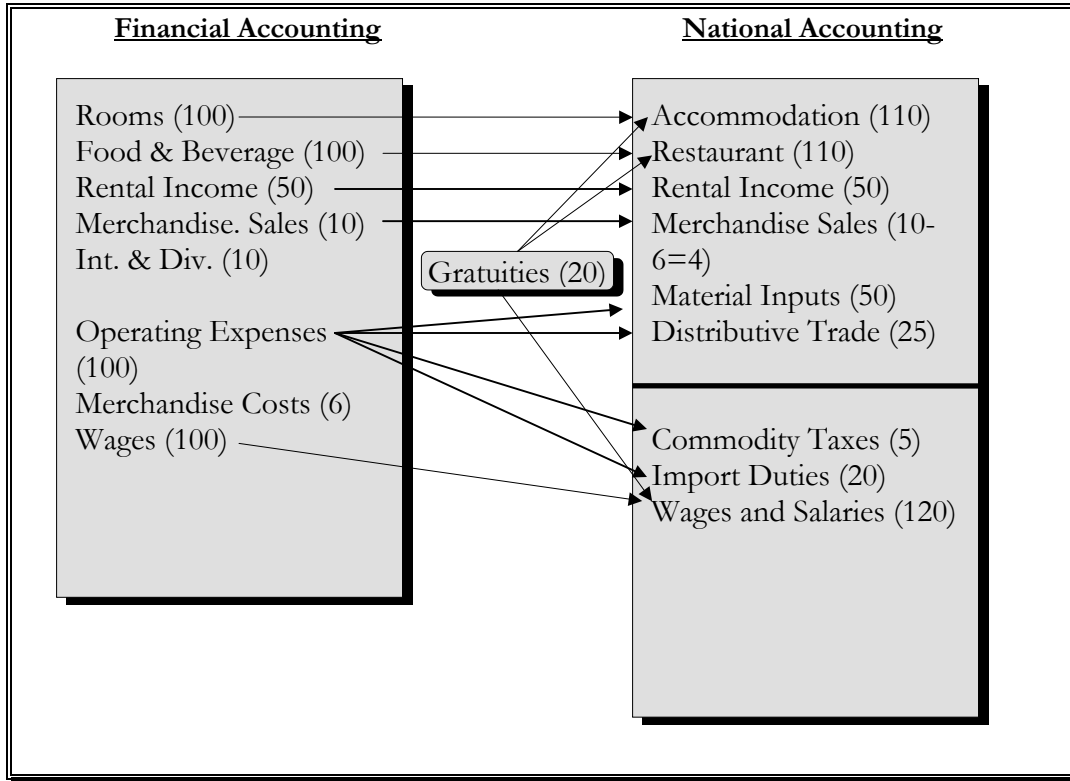 Financial Accounting
Rooms (100)
Food & Beverage (100)
Rental Income (50)
Merchandise. Sales (10)
Int. & Div. (10)
Operating Expenses
(100)
Merchandise Costs (6)
Wages (100)
Gratuities (20)
National Accounting
Accommodation (110)
Restaurant (110)
Rental Income (50)
Merchandise Sales (10-
6=4)
Material Inputs (50)
Distributive Trade (25)
Commodity Taxes (5)
Import Duties (20)
Wages and Salaries (120)